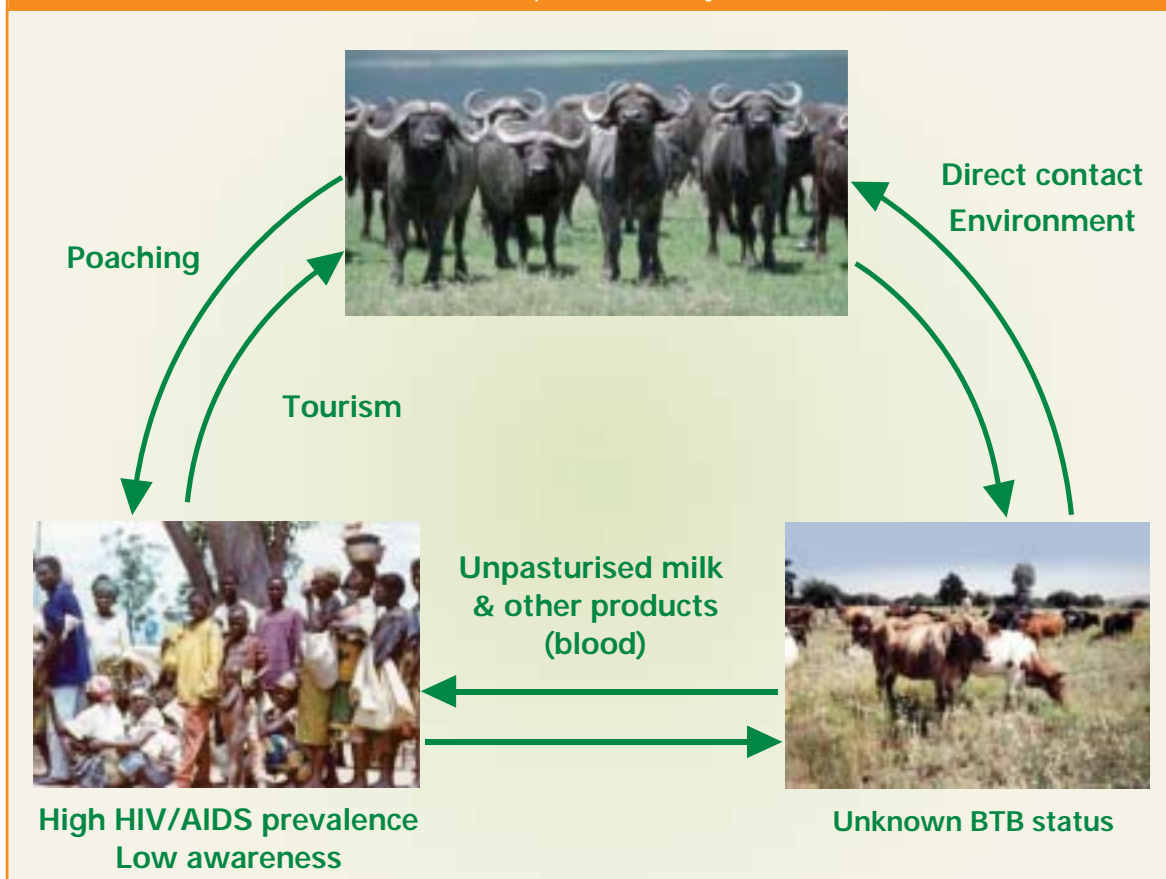 Direct contact
Environment
Poaching
Tourism
Unpasturised milk
& other products
(blood)
High HIV/AIDS prevalence
Low awareness
Unknown BTB status